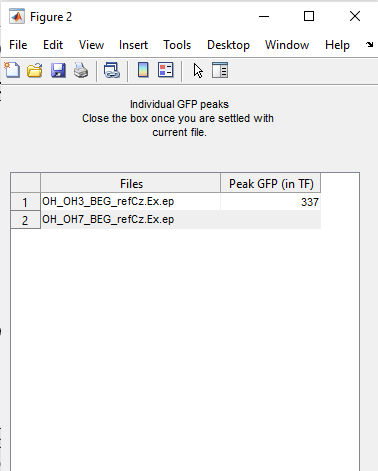 Figure 2
File Edit View Insert Tools Desktop Window Help
Individual GFP peaks
Close the box once you are settled with
current file.
Files Peak GFP (in TF)
1 OH_OH3_BEG_refCz.Ex.ep 337
2 OH_OH7_BEG_refCz.Ex.ep